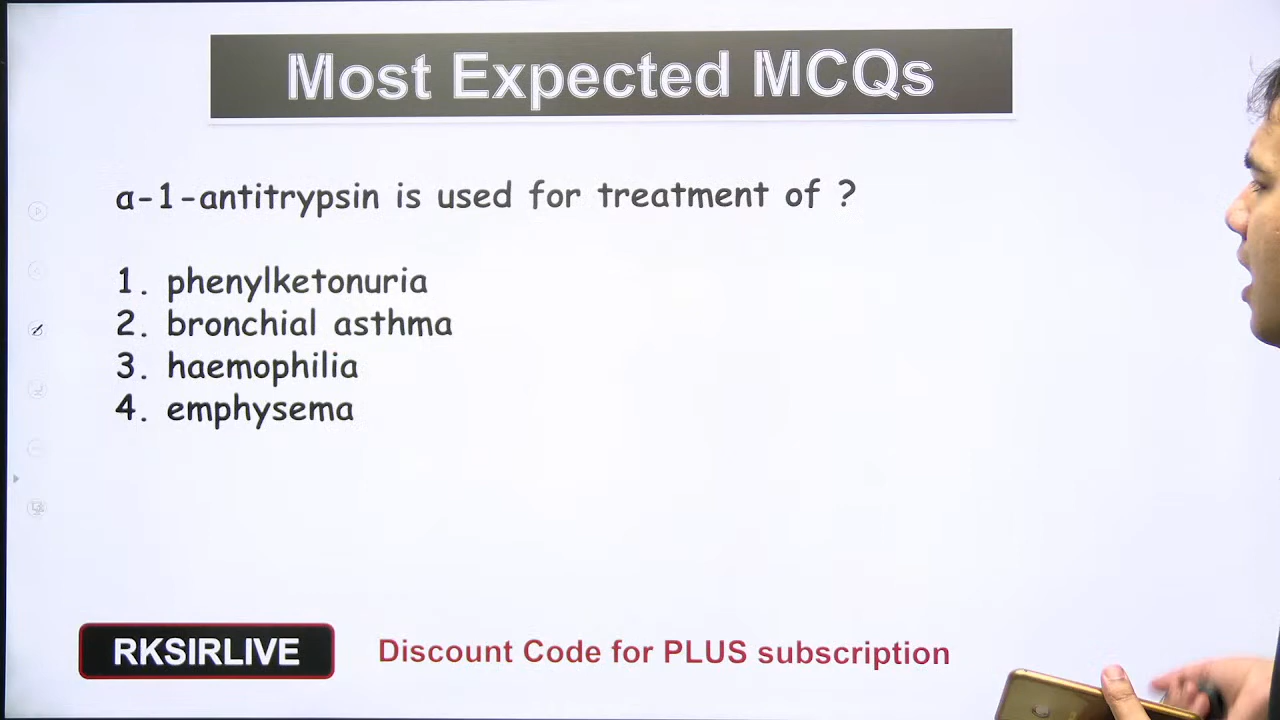 Most Expected MCQs
α-1-antitrypsin is used for treatment of ?
1. phenylketonuria
2. bronchial asthma
3. haemophilia
4. emphysema
RKSIRLIVE
Discount Code for PLUS subscription